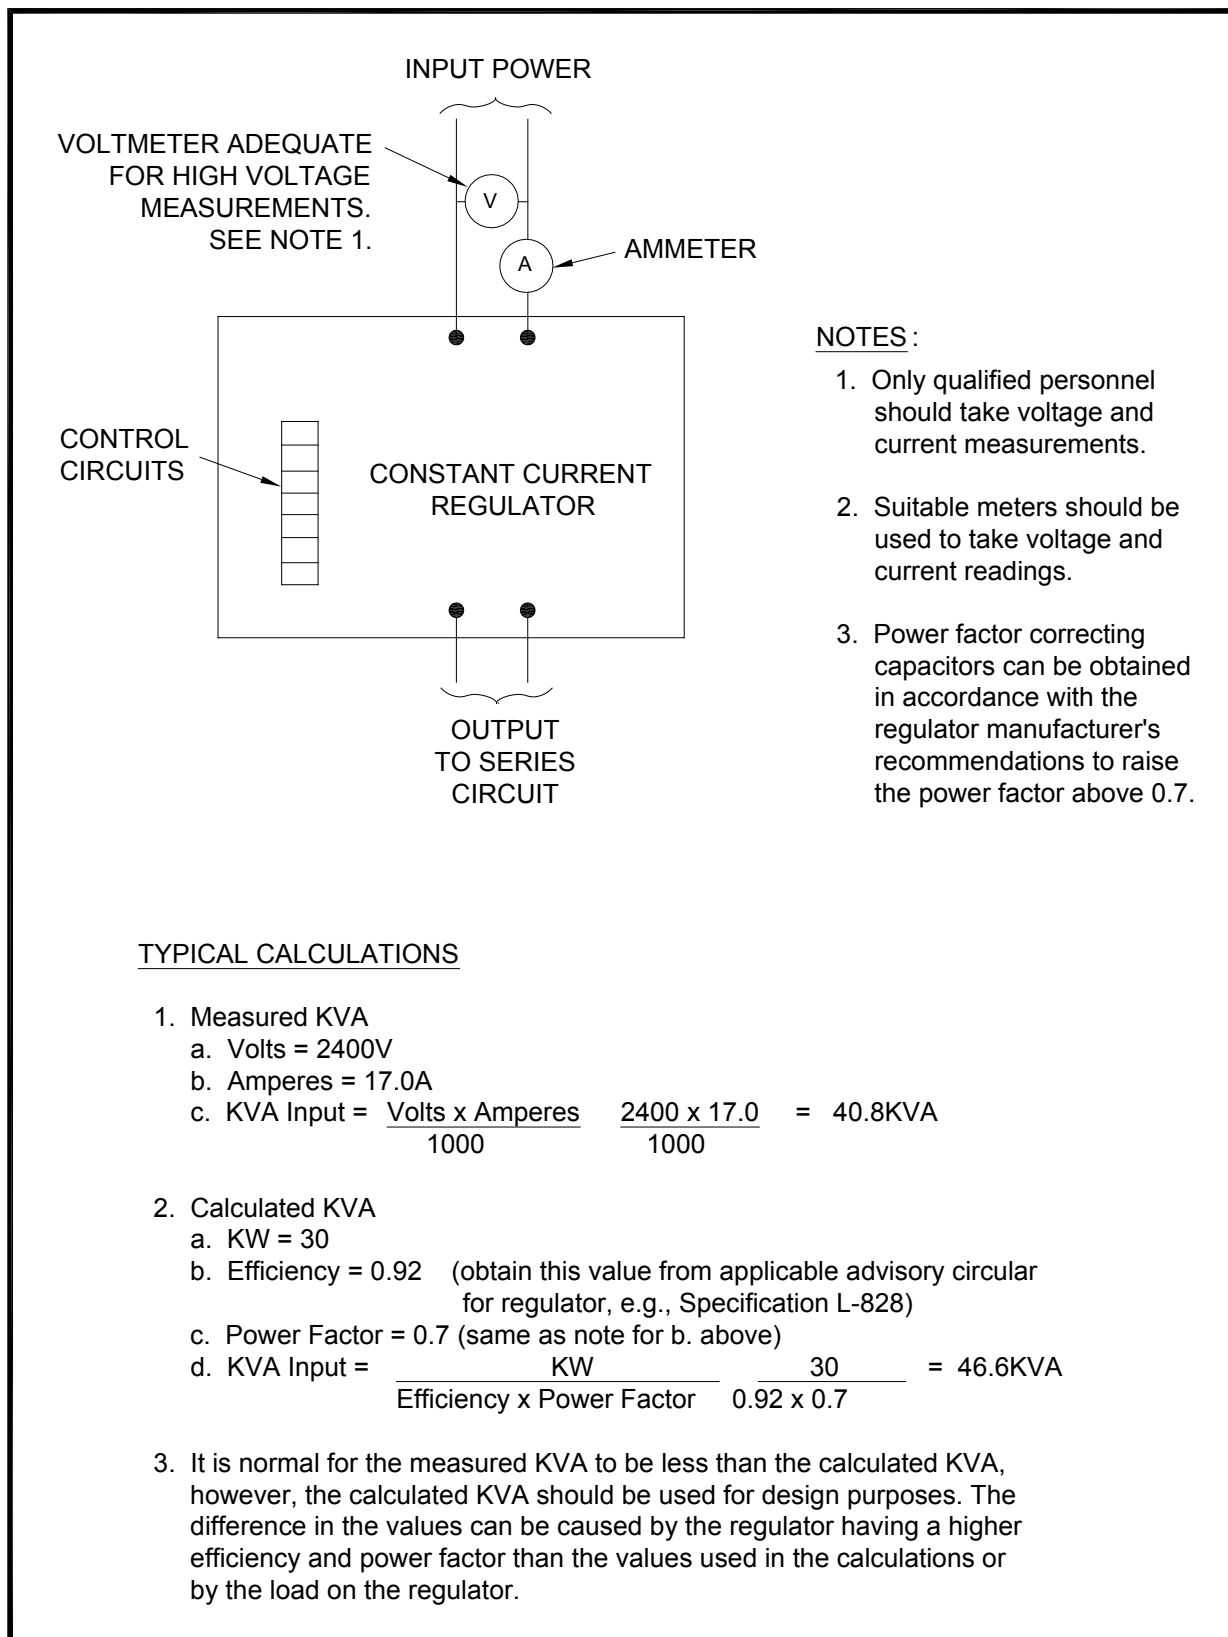 INPUT POWER
VOLTMETER ADEQUATE
FOR HIGH VOLTAGE
MEASUREMENTS.
SEE NOTE 1.
V
A
AMMETER
CONTROL
CIRCUITS
CONSTANT CURRENT
REGULATOR
OUTPUT
TO SERIES
CIRCUIT
NOTES :
1. Only qualified personnel
should take voltage and
current measurements.
2. Suitable meters should be
used to take voltage and
current readings.
3. Power factor correcting
capacitors can be obtained
in accordance with the
regulator manufacturer's
recommendations to raise
the power factor above 0.7.
TYPICAL CALCULATIONS
1. Measured KVA
a. Volts = 2400V
b. Amperes = 17.0A
c. KVA Input = Volts x Amperes 2400 x 17.0 = 40.8KVA
1000 1000
2. Calculated KVA
a. KW = 30
b. Efficiency = 0.92 (obtain this value from applicable advisory circular
for regulator, e.g., Specification L-828)
c. Power Factor = 0.7 (same as note for b. above)
d. KVA Input = KW 30 = 46.6KVA
Efficiency x Power Factor 0.92 x 0.7
3. It is normal for the measured KVA to be less than the calculated KVA,
however, the calculated KVA should be used for design purposes. The
difference in the values can be caused by the regulator having a higher
efficiency and power factor than the values used in the calculations or
by the load on the regulator.